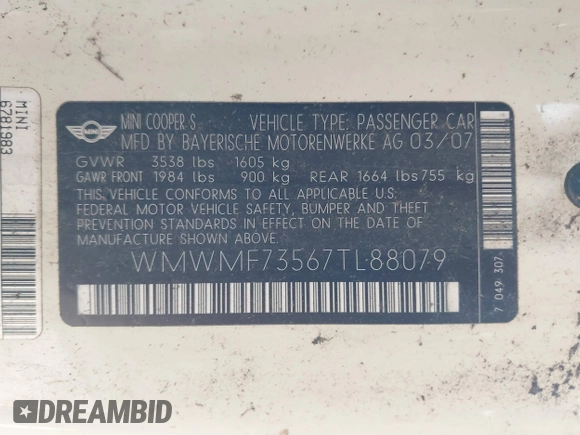 MINI COOPER S VEHICLE TYPE: PASSENGER CAR
MFD BY BAYERISCHE MOTORENWERKE AG 03/07
GVWR 3538 lbs 1605 kg
GAWR FRONT 1984 lbs 900 kg REAR 1664 lbs 755 kg
THIS VEHICLE CONFORMS TO ALL APPLICABLE U.S.
FEDERAL MOTOR VEHICLE SAFETY, BUMPER AND THEFT
PREVENTION STANDARDS IN EFFECT ON THE DATE OF
MANUFACTURE SHOWN ABOVE.
WMWMF73567TL88079
7 049 307
MINI
MINI
6781983
DREAMBID